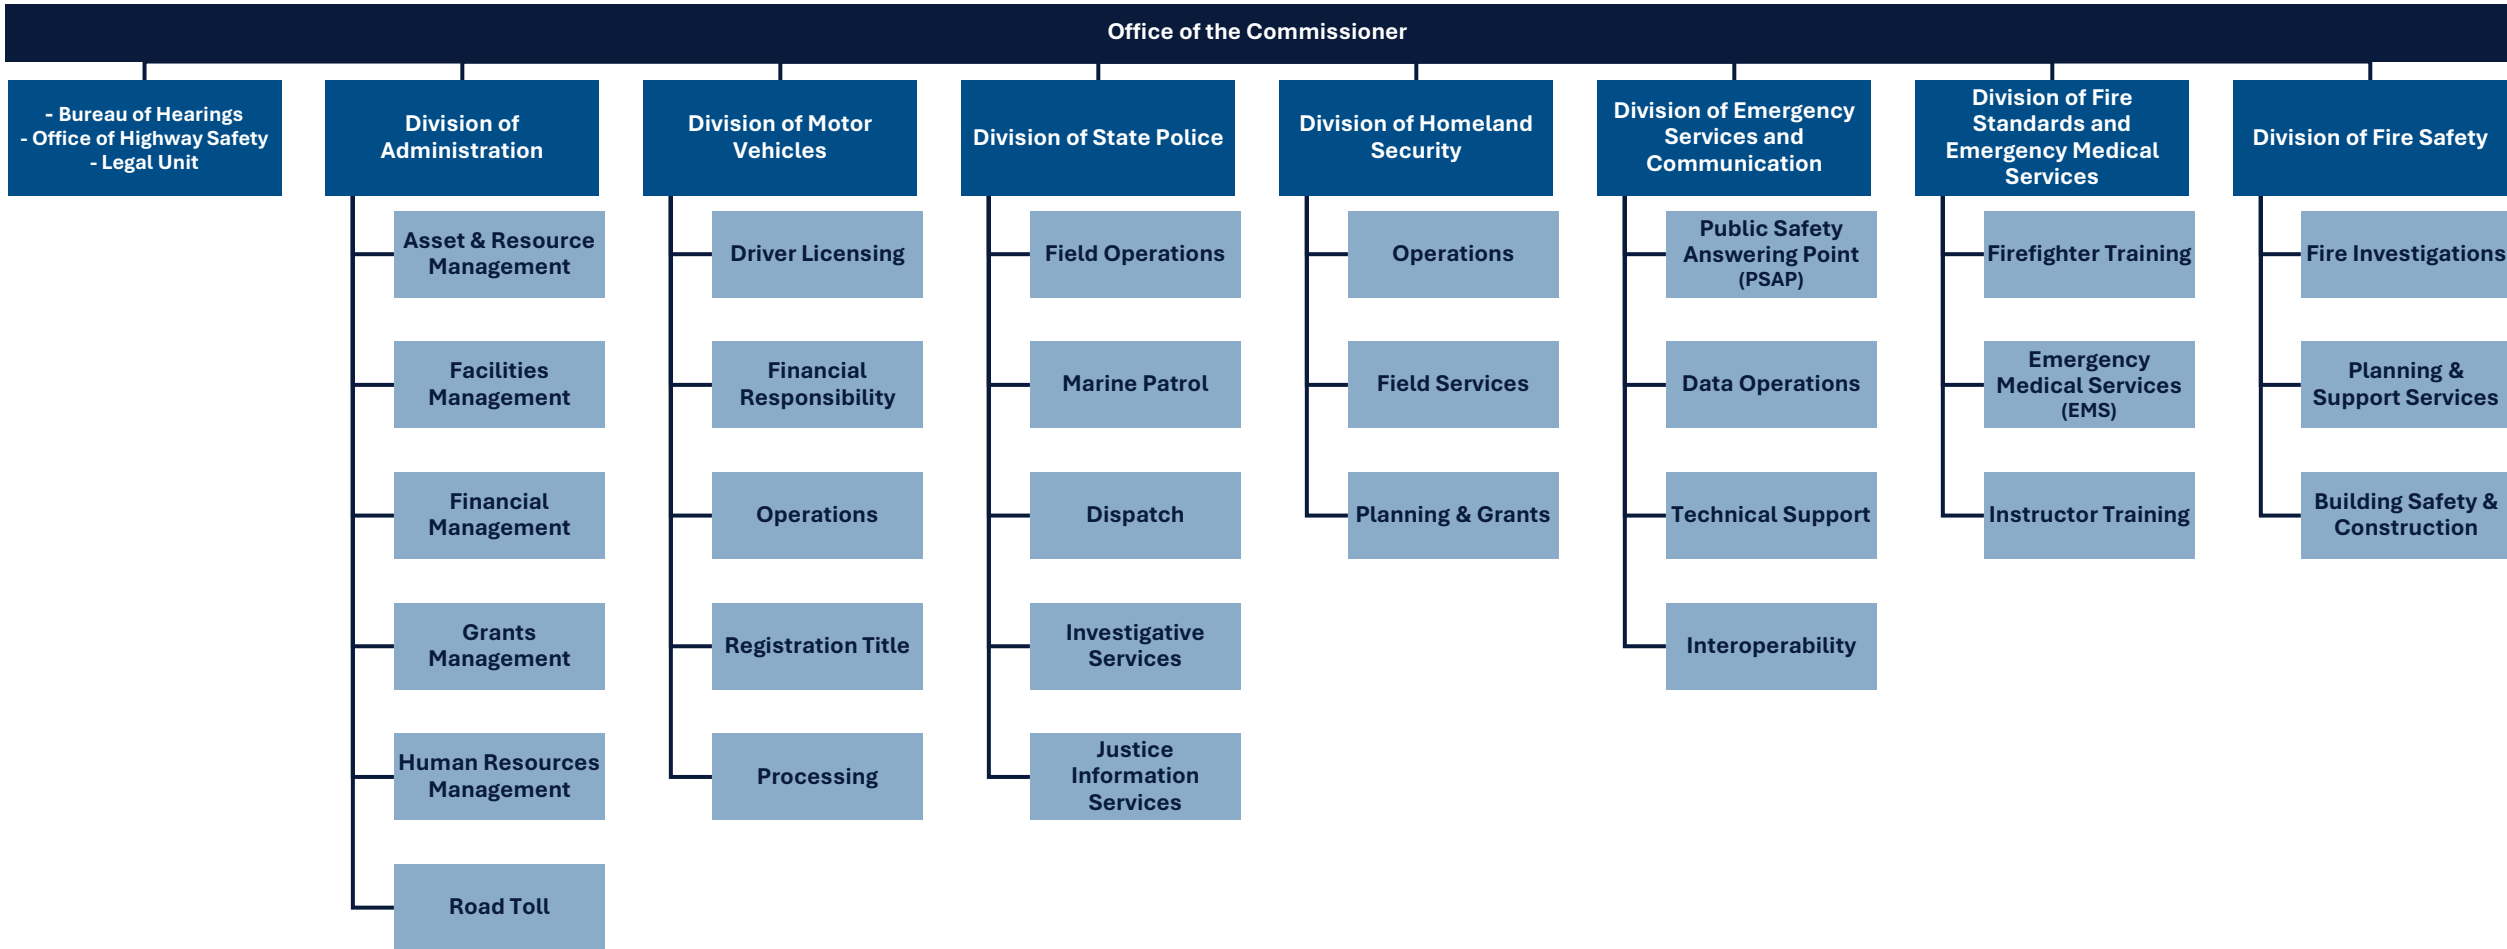 Office of the Commissioner
- Bureau of Hearings
- Office of Highway Safety
- Legal Unit
Division of
Administration
Division of Motor
Vehicles
Division of State Police
Division of Homeland
Security
Division of Emergency
Services and
Communication
Division of Fire
Standards and
Emergency Medical
Services
Division of Fire Safety
Asset & Resource
Management
Facilities
Management
Financial
Management
Grants
Management
Human Resources
Management
Road Toll
Driver Licensing
Financial
Responsibility
Operations
Registration Title
Processing
Field Operations
Marine Patrol
Dispatch
Investigative
Services
Justice
Information
Services
Operations
Field Services
Planning & Grants
Public Safety
Answering Point
(PSAP)
Data Operations
Technical Support
Interoperability
Firefighter Training
Emergency
Medical Services
(EMS)
Instructor Training
Fire Investigations
Planning &
Support Services
Building Safety &
Construction